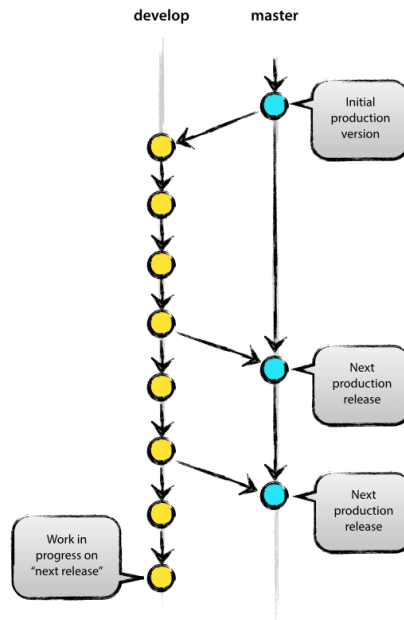 develop
master
Initial
production
version
Next
production
release
Next
production
release
Work in
progress on
“next release”